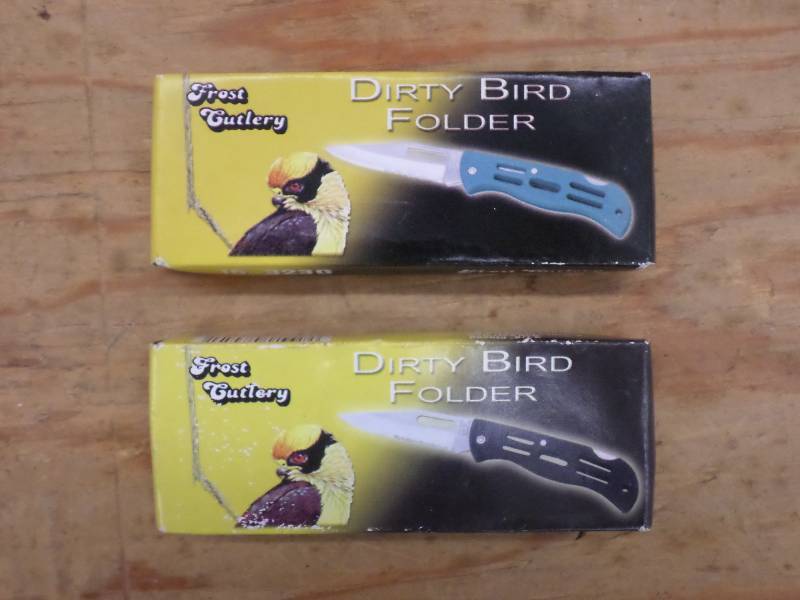 Frost
Cutlery
DIRTY BIRD
FOLDER
Frost
Cutlery
DIRTY BIRD
FOLDER